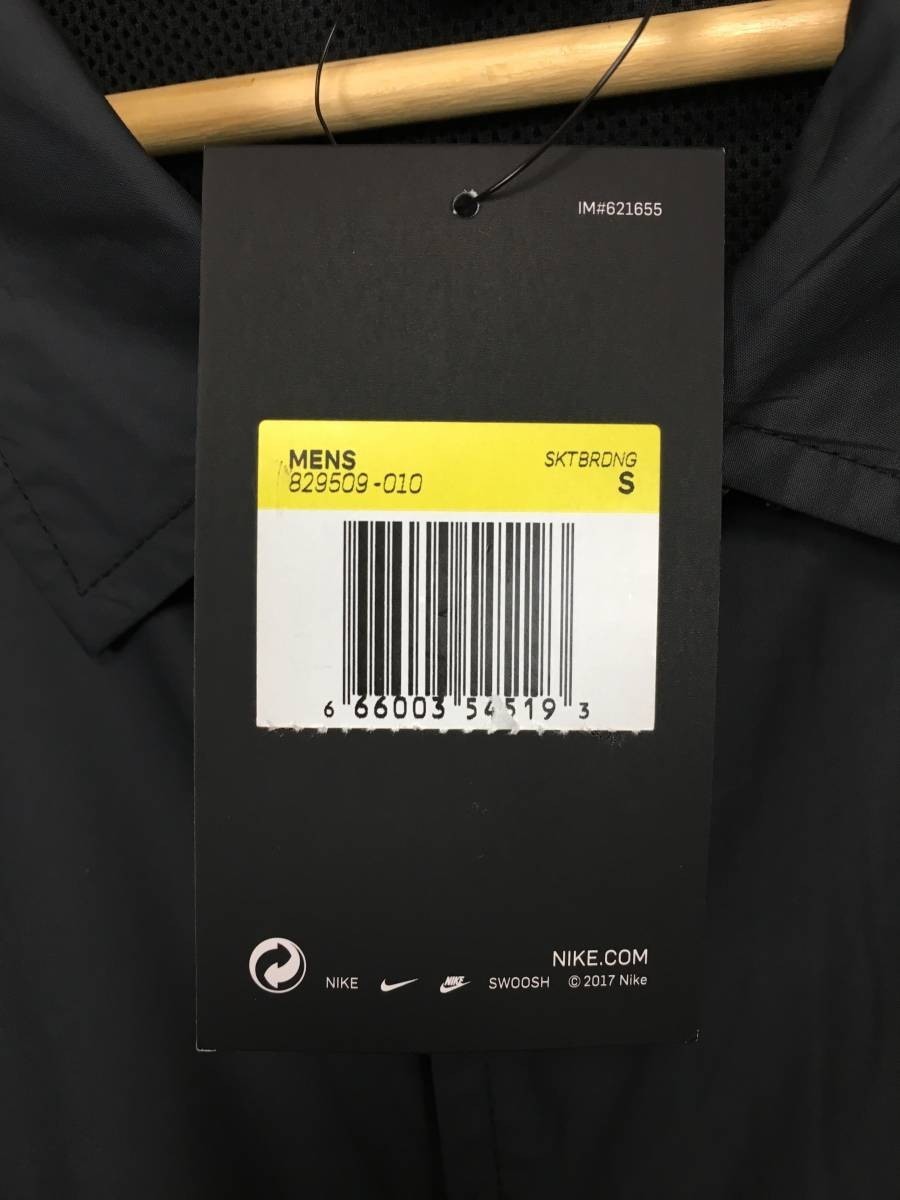 IM#621655
MENS SKTBRDNG
829509-010 S
6 66003 54519 3
NIKE.COM
NIKE NIKE SWOOSH © 2017 Nike